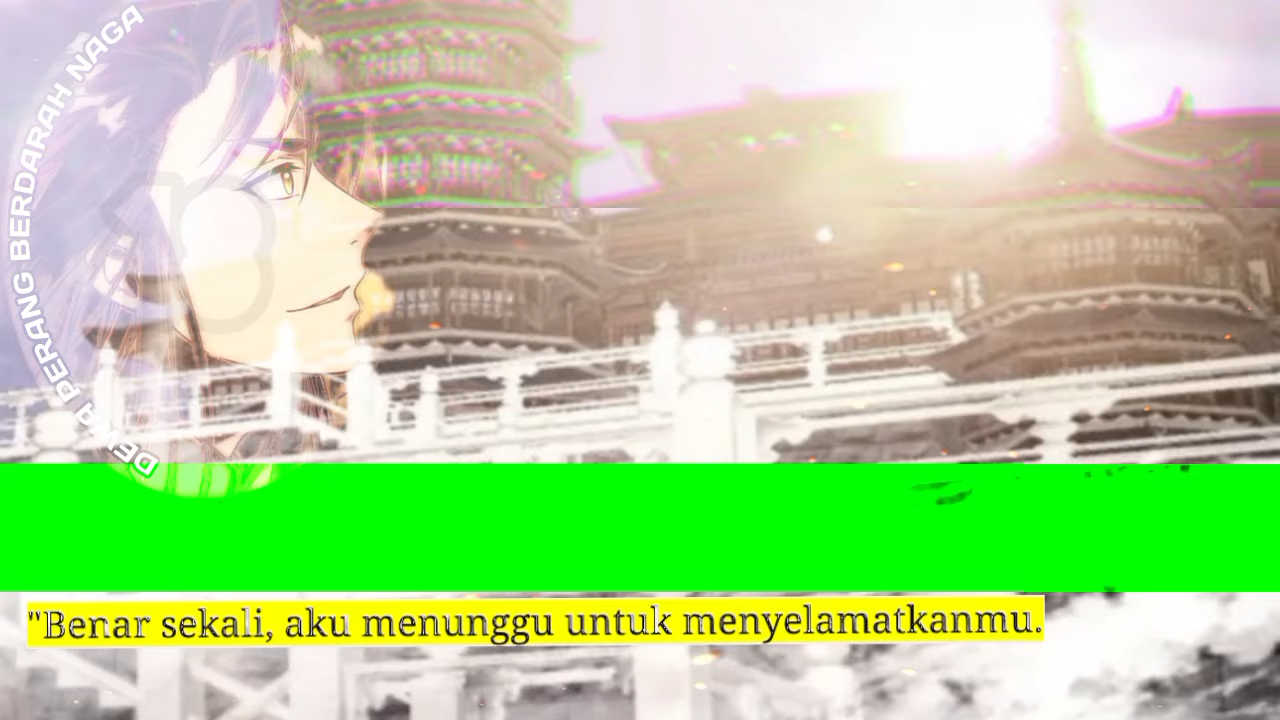 DEWA PERANG BERDARAH NAGA
"Benar sekali, aku menunggu untuk menyelamatkanmu.